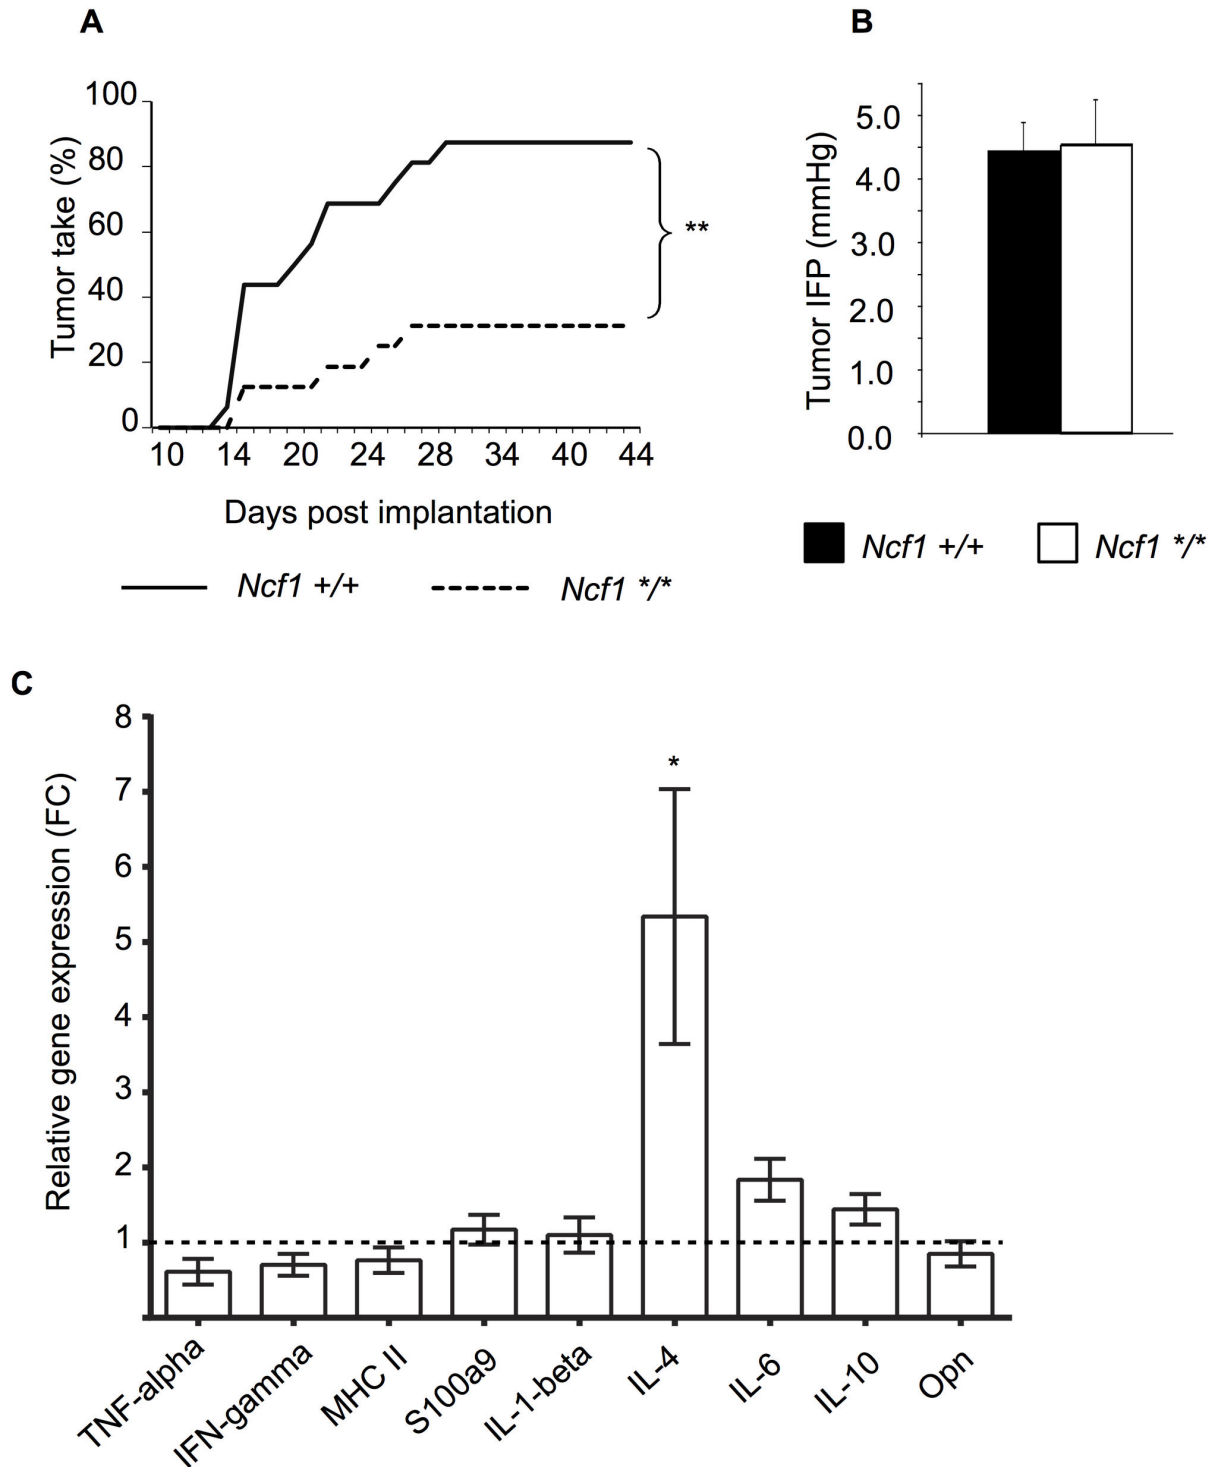 A
Tumor take (%)
100
80
60
40
20
0
10 14 20 24 28 34 40 44
Days post implantation
**
Ncf1 +/+ Ncf1 */*
B
Tumor IFP (mmHg)
5.0
4.0
3.0
2.0
1.0
0.0
Ncf1 +/+ Ncf1 */*
C
Relative gene expression (FC)
8
7
6
5
4
3
2
1
*
TNF-alpha
IFN-gamma
MHC II
S100a9
IL-1-beta
IL-4
IL-6
IL-10
Opn